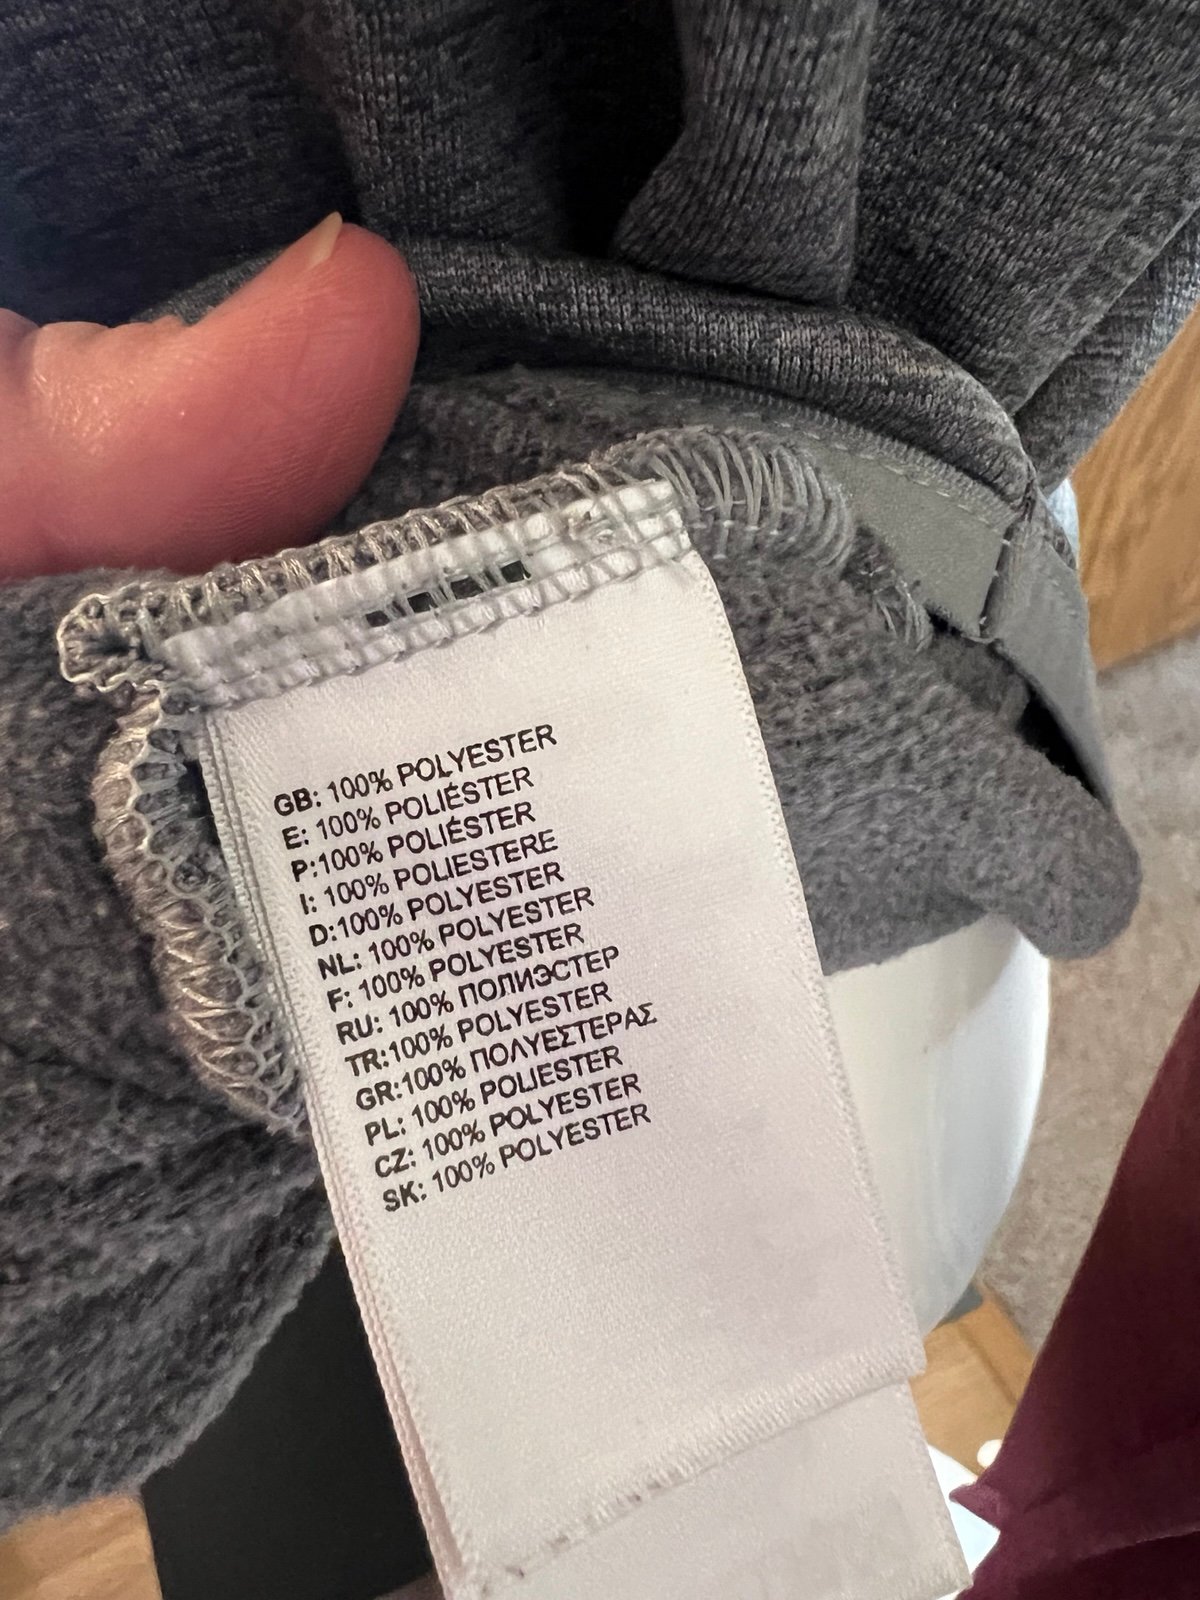 GB: 100% POLYESTER
E: 100% POLIÉSTER
P:100% POLIÉSTER
I: 100% POLIESTERE
D:100% POLYESTER
NL: 100% POLYESTER
F: 100% POLYESTER
RU: 100% ПОЛИЭСТЕР
TR:100% POLYESTER
GR:100% ΠΟΛΥΕΣΤΕΡΑΣ
PL: 100% POLIESTER
CZ: 100% POLYESTER
SK: 100% POLYESTER